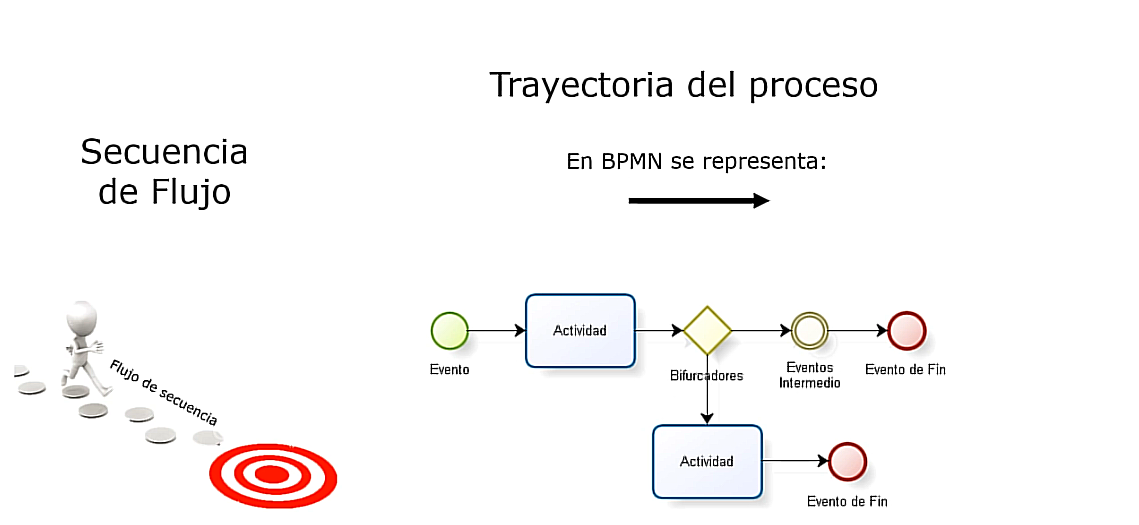 Trayectoria del proceso
Secuencia
de Flujo
En BPMN se representa:
Flujo de secuencia
Actividad
Evento
Bifurcadores
Eventos
Intermedio
Evento de Fin
Actividad
Evento de Fin